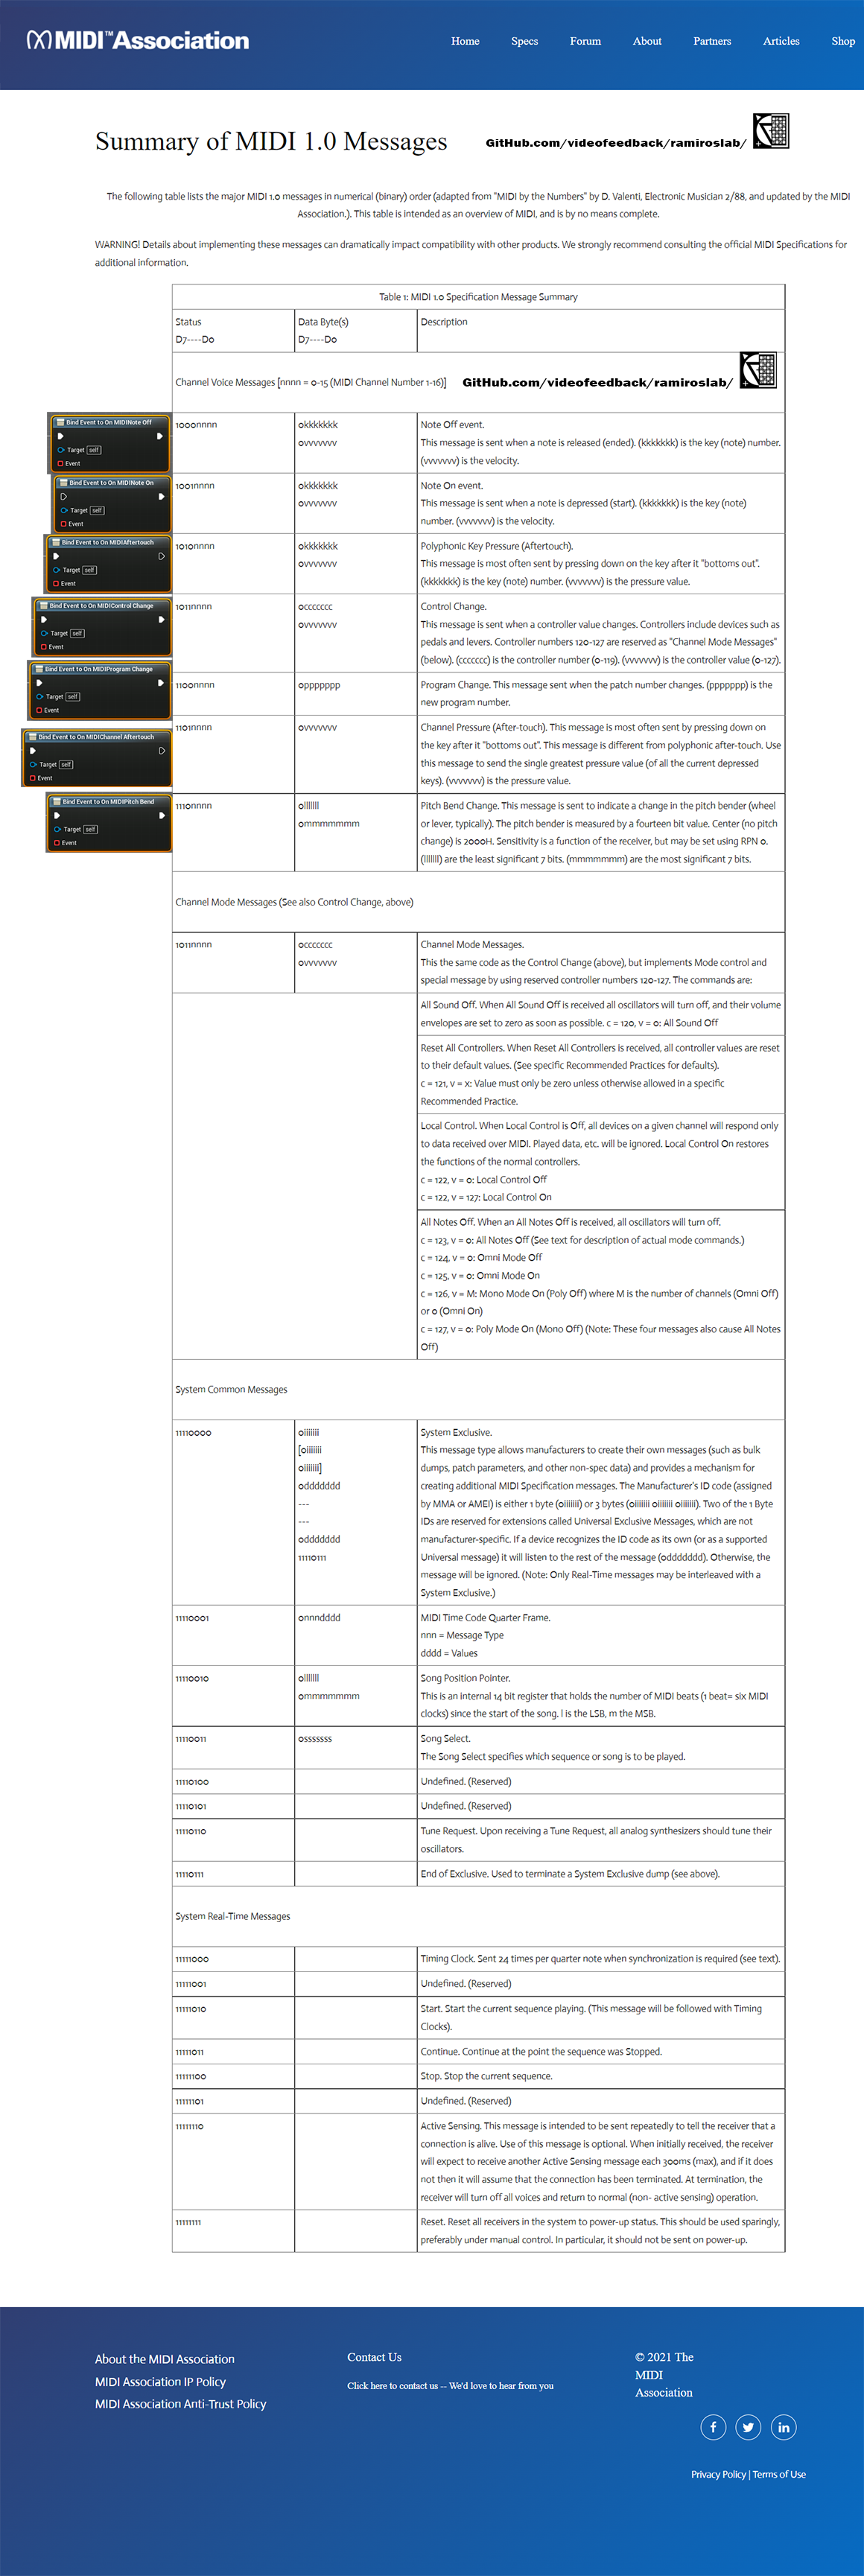 MIDI™Association
Home Specs Forum About Partners Articles Shop
Summary of MIDI 1.0 Messages
GitHub.com/videofeedback/ramiroslab/
The following table lists the major MIDI 1.0 messages in numerical (binary) order (adapted from "MIDI by the Numbers" by D. Valenti, Electronic Musician 2/88, and updated by the MIDI
Association.). This table is intended as an overview of MIDI, and is by no means complete.
WARNING! Details about implementing these messages can dramatically impact compatibility with other products. We strongly recommend consulting the official MIDI Specifications for
additional information.
Table 1: MIDI 1.0 Specification Message Summary
Status
D7----D0
Data Byte(s)
D7----D0
Description
Channel Voice Messages [nnnn = 0-15 (MIDI Channel Number 1-16)]
GitHub.com/videofeedback/ramiroslab/
Bind Event to On MIDINote Off
Target self
Event
1000nnnn
0kkkkkkk
0vvvvvvv
Note Off event.
This message is sent when a note is released (ended). (kkkkkkk) is the key (note) number.
(vvvvvvv) is the velocity.
Bind Event to On MIDINote On
Target self
Event
1001nnnn
0kkkkkkk
0vvvvvvv
Note On event.
This message is sent when a note is depressed (start). (kkkkkkk) is the key (note)
number. (vvvvvvv) is the velocity.
Bind Event to On MIDIAftertouch
Target self
Event
1010nnnn
0kkkkkkk
0vvvvvvv
Polyphonic Key Pressure (Aftertouch).
This message is most often sent by pressing down on the key after it "bottoms out".
(kkkkkkk) is the key (note) number. (vvvvvvv) is the pressure value.
Bind Event to On MIDIControl Change
Target self
Event
1011nnnn
0ccccccc
0vvvvvvv
Control Change.
This message is sent when a controller value changes. Controllers include devices such as
pedals and levers. Controller numbers 120-127 are reserved as "Channel Mode Messages"
(below). (ccccccc) is the controller number (0-119). (vvvvvvv) is the controller value (0-127).
Bind Event to On MIDIProgram Change
Target self
Event
1100nnnn
0ppppppp
Program Change. This message sent when the patch number changes. (ppppppp) is the
new program number.
Bind Event to On MIDIChannel Aftertouch
Target self
Event
1101nnnn
0vvvvvvv
Channel Pressure (After-touch). This message is most often sent by pressing down on
the key after it "bottoms out". This message is different from polyphonic after-touch. Use
this message to send the single greatest pressure value (of all the current depressed
keys). (vvvvvvv) is the pressure value.
Bind Event to On MIDIPitch Bend
Target self
Event
1110nnnn
0lllllll
0mmmmmmm
Pitch Bend Change. This message is sent to indicate a change in the pitch bender (wheel
or lever, typically). The pitch bender is measured by a fourteen bit value. Center (no pitch
change) is 2000H. Sensitivity is a function of the receiver, but may be set using RPN 0.
(lllllll) are the least significant 7 bits. (mmmmmmm) are the most significant 7 bits.
Channel Mode Messages (See also Control Change, above)
1011nnnn
0ccccccc
0vvvvvvv
Channel Mode Messages.
This the same code as the Control Change (above), but implements Mode control and
special message by using reserved controller numbers 120-127. The commands are:
All Sound Off. When All Sound Off is received all oscillators will turn off, and their volume
envelopes are set to zero as soon as possible. c = 120, v = 0: All Sound Off
Reset All Controllers. When Reset All Controllers is received, all controller values are reset
to their default values. (See specific Recommended Practices for defaults).
c = 121, v = x: Value must only be zero unless otherwise allowed in a specific
Recommended Practice.
Local Control. When Local Control is Off, all devices on a given channel will respond only
to data received over MIDI. Played data, etc. will be ignored. Local Control On restores
the functions of the normal controllers.
c = 122, v = 0: Local Control Off
c = 122, v = 127: Local Control On
All Notes Off. When an All Notes Off is received, all oscillators will turn off.
c = 123, v = 0: All Notes Off (See text for description of actual mode commands.)
c = 124, v = 0: Omni Mode Off
c = 125, v = 0: Omni Mode On
c = 126, v = M: Mono Mode On (Poly Off) where M is the number of channels (Omni Off)
or 0 (Omni On)
c = 127, v = 0: Poly Mode On (Mono Off) (Note: These four messages also cause All Notes
Off)
System Common Messages
11110000
0iiiiiii
[0iiiiiii
0iiiiiii]
0ddddddd
---
---
0ddddddd
11110111
System Exclusive.
This message type allows manufacturers to create their own messages (such as bulk
dumps, patch parameters, and other non-spec data) and provides a mechanism for
creating additional MIDI Specification messages. The Manufacturer's ID code (assigned
by MMA or AMEI) is either 1 byte (0iiiiiii) or 3 bytes (0iiiiiii 0iiiiiii 0iiiiiii). Two of the 1 Byte
IDs are reserved for extensions called Universal Exclusive Messages, which are not
manufacturer-specific. If a device recognizes the ID code as its own (or as a supported
Universal message) it will listen to the rest of the message (0ddddddd). Otherwise, the
message will be ignored. (Note: Only Real-Time messages may be interleaved with a
System Exclusive.)
11110001
0nnndddd
MIDI Time Code Quarter Frame.
nnn = Message Type
dddd = Values
11110010
0lllllll
0mmmmmmm
Song Position Pointer.
This is an internal 14 bit register that holds the number of MIDI beats (1 beat= six MIDI
clocks) since the start of the song. l is the LSB, m the MSB.
11110011
0sssssss
Song Select.
The Song Select specifies which sequence or song is to be played.
11110100
Undefined. (Reserved)
11110101
Undefined. (Reserved)
11110110
Tune Request. Upon receiving a Tune Request, all analog synthesizers should tune their
oscillators.
11110111
End of Exclusive. Used to terminate a System Exclusive dump (see above).
System Real-Time Messages
11111000
Timing Clock. Sent 24 times per quarter note when synchronization is required (see text).
11111001
Undefined. (Reserved)
11111010
Start. Start the current sequence playing. (This message will be followed with Timing
Clocks).
11111011
Continue. Continue at the point the sequence was Stopped.
11111100
Stop. Stop the current sequence.
11111101
Undefined. (Reserved)
11111110
Active Sensing. This message is intended to be sent repeatedly to tell the receiver that a
connection is alive. Use of this message is optional. When initially received, the receiver
will expect to receive another Active Sensing message each 300ms (max), and if it does
not then it will assume that the connection has been terminated. At termination, the
receiver will turn off all voices and return to normal (non- active sensing) operation.
11111111
Reset. Reset all receivers in the system to power-up status. This should be used sparingly,
preferably under manual control. In particular, it should not be sent on power-up.
About the MIDI Association
MIDI Association IP Policy
MIDI Association Anti-Trust Policy
Contact Us
Click here to contact us -- We'd love to hear from you
© 2021 The
MIDI
Association
Privacy Policy | Terms of Use